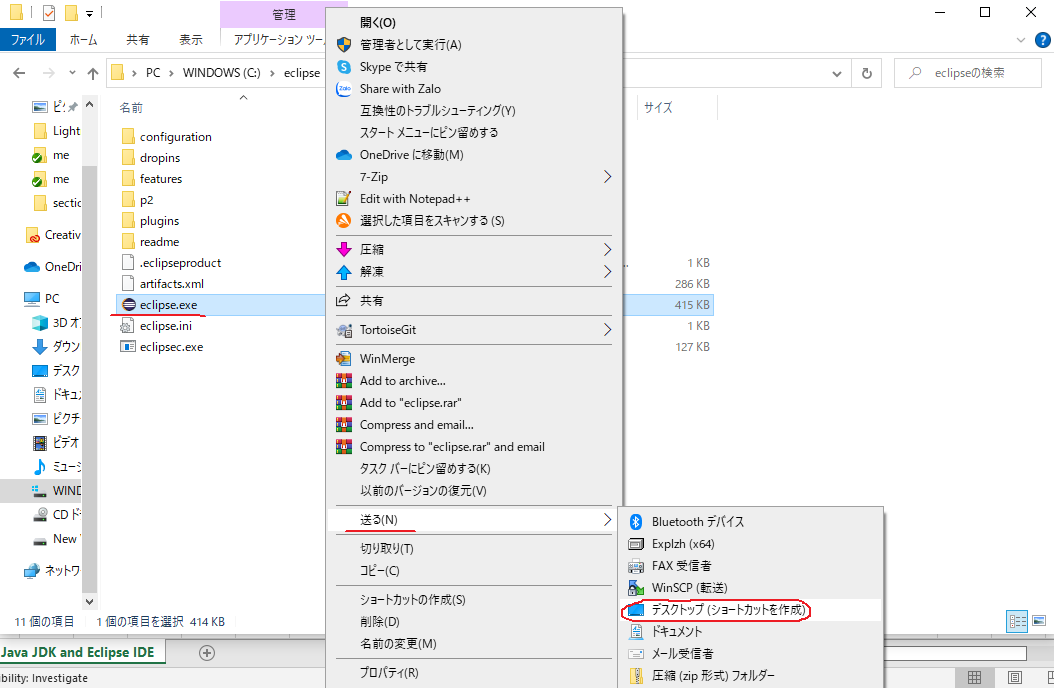 管理
ファイル
ホーム
共有
表示
アプリケーション ツー
PC
WINDOWS (C:)
eclipse
eclipseの検索
ピク
Light
me
me
sectio
Creativ
OneDri
PC
3D オ
ダウン
デスク
ドキュ
ピクチ
ビデオ
ミュージ
WIND
CD ド
New
ネットワ
名前
サイズ
configuration
dropins
features
p2
plugins
readme
.eclipseproduct
1 KB
artifacts.xml
286 KB
eclipse.exe
415 KB
eclipse.ini
1 KB
eclipsec.exe
127 KB
開く(O)
管理者として実行(A)
Skype で共有
Share with Zalo
互換性のトラブルシューティング(Y)
スタート メニューにピン留めする
OneDrive に移動(M)
7-Zip
Edit with Notepad++
選択した項目をスキャンする (S)
圧縮
解凍
共有
TortoiseGit
WinMerge
Add to archive...
Add to "eclipse.rar"
Compress and email...
Compress to "eclipse.rar" and email
タスク バーにピン留めする(K)
以前のバージョンの復元(V)
送る(N)
切り取り(T)
コピー(C)
ショートカットの作成(S)
削除(D)
名前の変更(M)
プロパティ(R)
Bluetooth デバイス
Explzh (x64)
FAX 受信者
WinSCP (転送)
デスクトップ (ショートカットを作成)
ドキュメント
メール受信者
圧縮 (zip 形式) フォルダー
11 個の項目
1 個の項目を選択 414 KB
Java JDK and Eclipse IDE
bility: Investigate